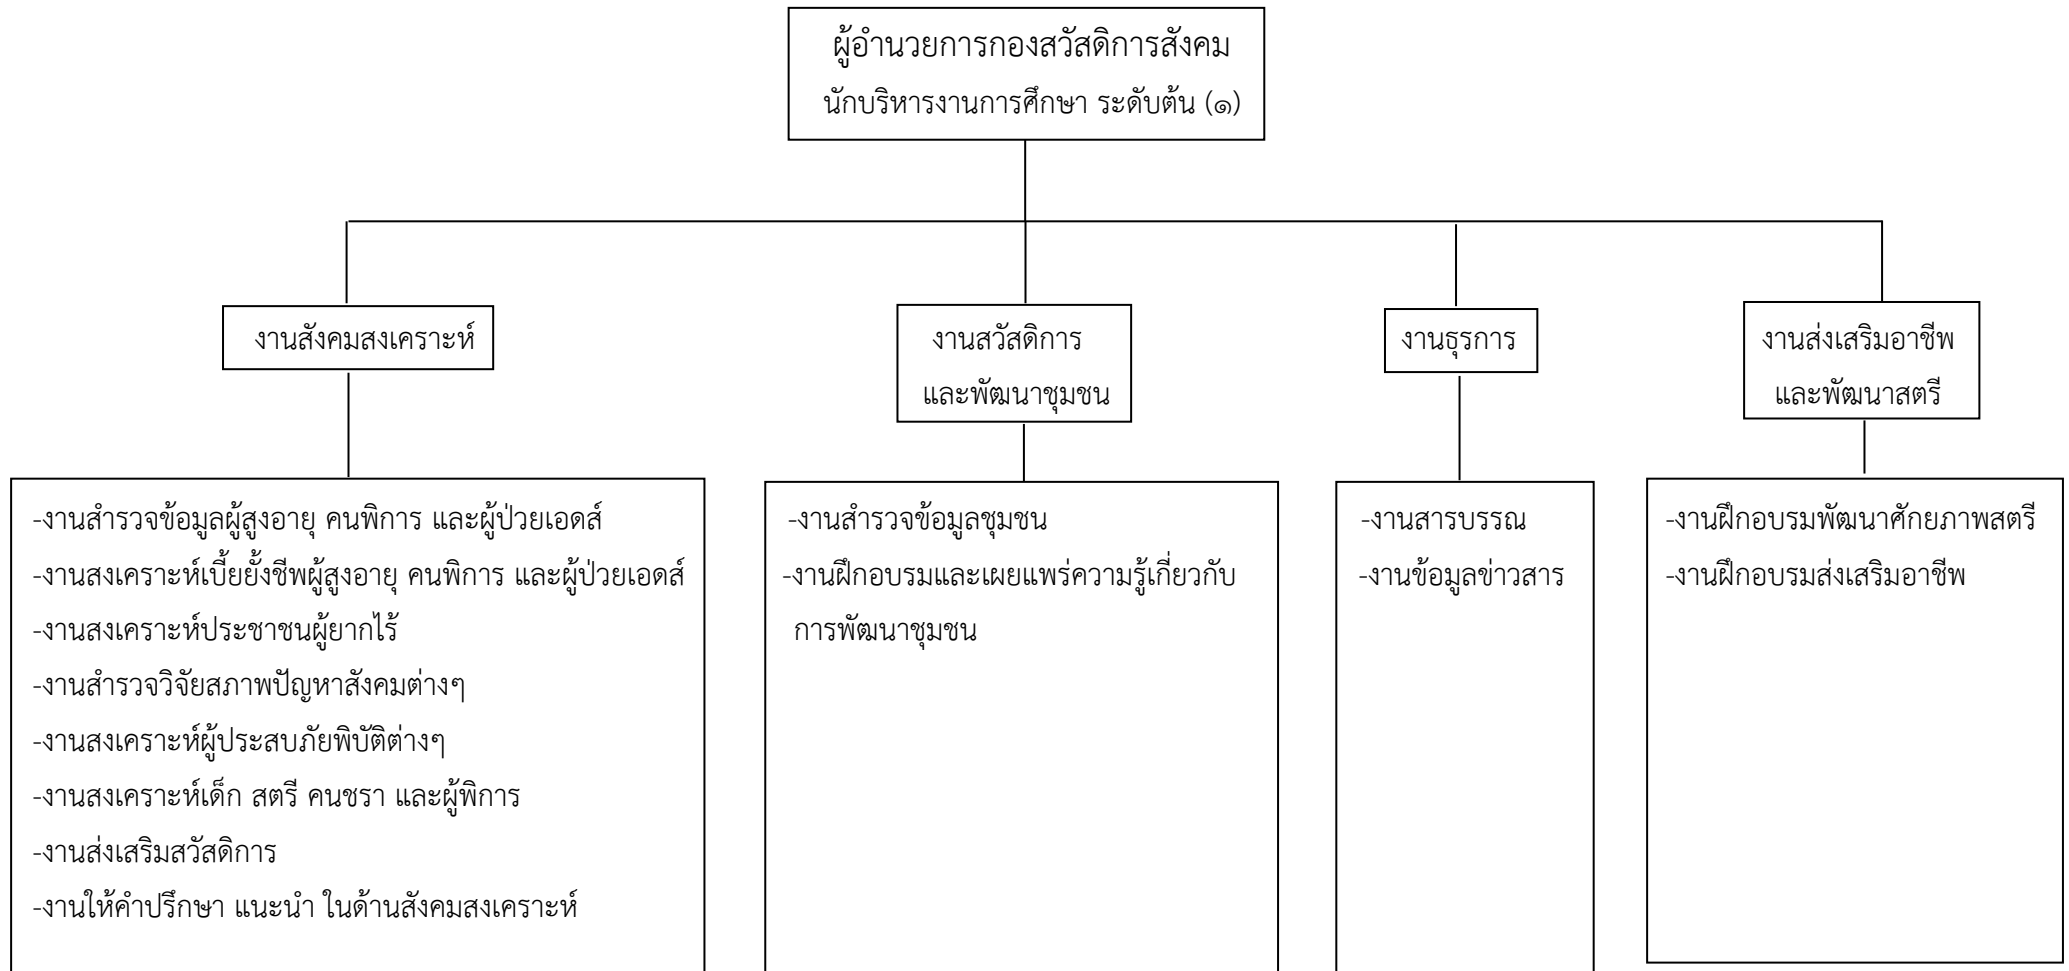 ผู้อำนวยการกองสวัสดิการสังคม
นักบริหารงานการศึกษา ระดับต้น (๑)
งานสังคมสงเคราะห์
งานสวัสดิการ
และพัฒนาชุมชน
งานธุรการ
งานส่งเสริมอาชีพ
และพัฒนาสตรี
-งานสำรวจข้อมูลผู้สูงอายุ คนพิการ และผู้ป่วยเอดส์
-งานสงเคราะห์เบี้ยยั้งชีพผู้สูงอายุ คนพิการ และผู้ป่วยเอดส์
-งานสงเคราะห์ประชาชนผู้ยากไร้
-งานสำรวจวิจัยสภาพปัญหาสังคมต่างๆ
-งานสงเคราะห์ผู้ประสบภัยพิบัติต่างๆ
-งานสงเคราะห์เด็ก สตรี คนชรา และผู้พิการ
-งานส่งเสริมสวัสดิการ
-งานให้คำปรึกษา แนะนำ ในด้านสังคมสงเคราะห์
-งานสำรวจข้อมูลชุมชน
-งานฝึกอบรมและเผยแพร่ความรู้เกี่ยวกับ
การพัฒนาชุมชน
-งานสารบรรณ
-งานข้อมูลข่าวสาร
-งานฝึกอบรมพัฒนาศักยภาพสตรี
-งานฝึกอบรมส่งเสริมอาชีพ